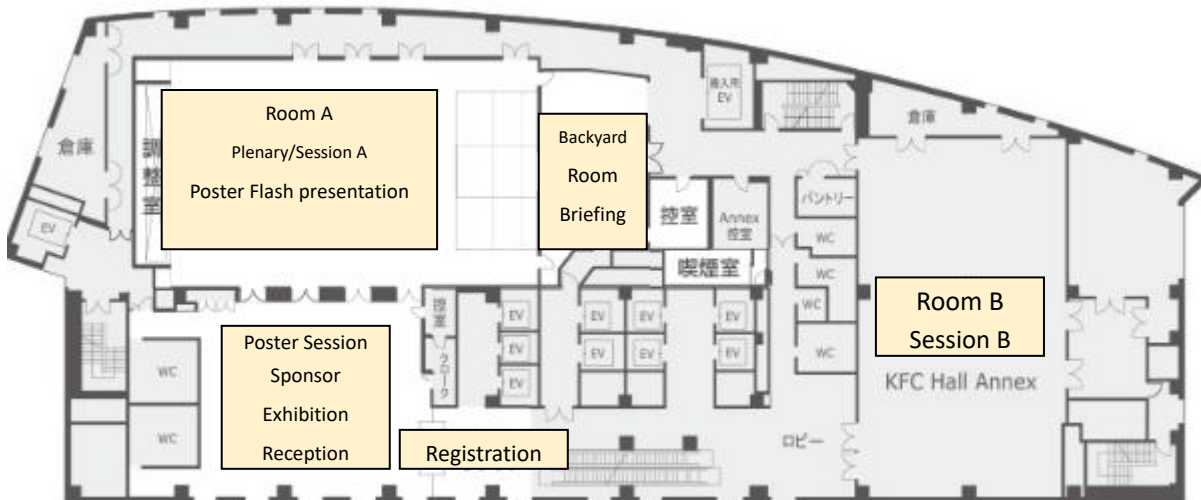 Room A
Plenary/Session A
Poster Flash presentation
Backyard
Room
Briefing
倉庫
調整室
搬入用
EV
倉庫
EV
控室
Annex
控室
パントリー
WC
喫煙室
WC
WC
WC
Room B
Session B
KFC Hall Annex
EV
EV
EV
EV
EV
EV
EV
EV
EV
クローク
WC
WC
Poster Session
Sponsor
Exhibition
Reception
Registration
ロビー